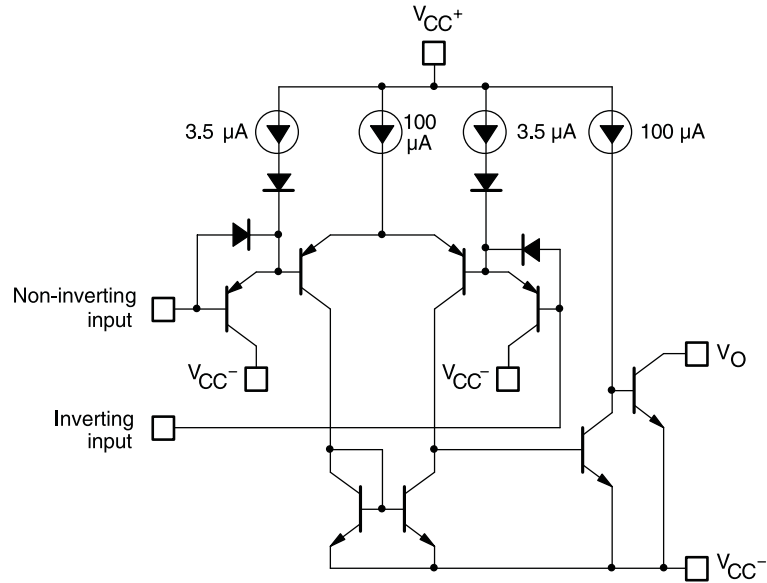 VCC+
3.5 µA
100
µA
3.5 µA
100 µA
Non-inverting
input
VCC−
VCC−
VO
Inverting
input
VCC−